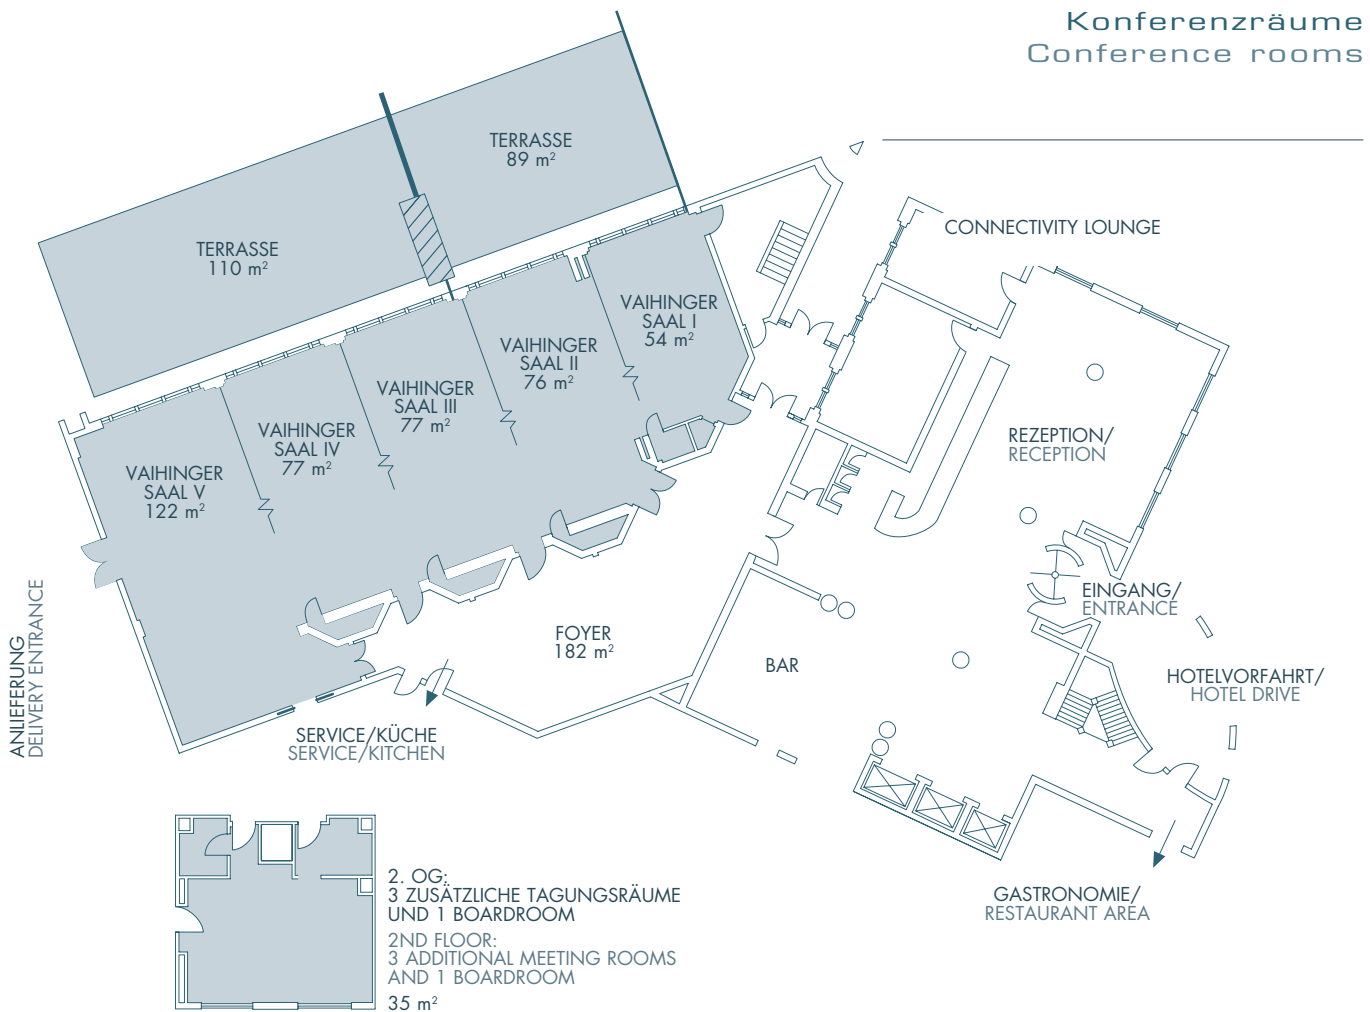 Konferenzräume
Conference rooms
TERRASSE
89 m²
TERRASSE
110 m²
CONNECTIVITY LOUNGE
VAIHINGER
SAAL I
54 m²
VAIHINGER
SAAL II
76 m²
VAIHINGER
SAAL III
77 m²
VAIHINGER
SAAL IV
77 m²
VAIHINGER
SAAL V
122 m²
REZEPTION/
RECEPTION
EINGANG/
ENTRANCE
FOYER
182 m²
BAR
HOTELVORFAHRT/
HOTEL DRIVE
ANLIEFERUNG
DELIVERY ENTRANCE
SERVICE/KÜCHE
SERVICE/KITCHEN
GASTRONOMIE/
RESTAURANT AREA
2. OG:
3 ZUSÄTZLICHE TAGUNGSRÄUME
UND 1 BOARDROOM
2ND FLOOR:
3 ADDITIONAL MEETING ROOMS
AND 1 BOARDROOM
35 m²